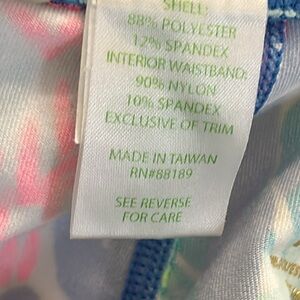 SHELL:
88% POLYESTER
12% SPANDEX
INTERIOR WAISTBAND:
90% NYLON
10% SPANDEX
EXCLUSIVE OF TRIM
MADE IN TAIWAN
RN#88189
SEE REVERSE
FOR CARE